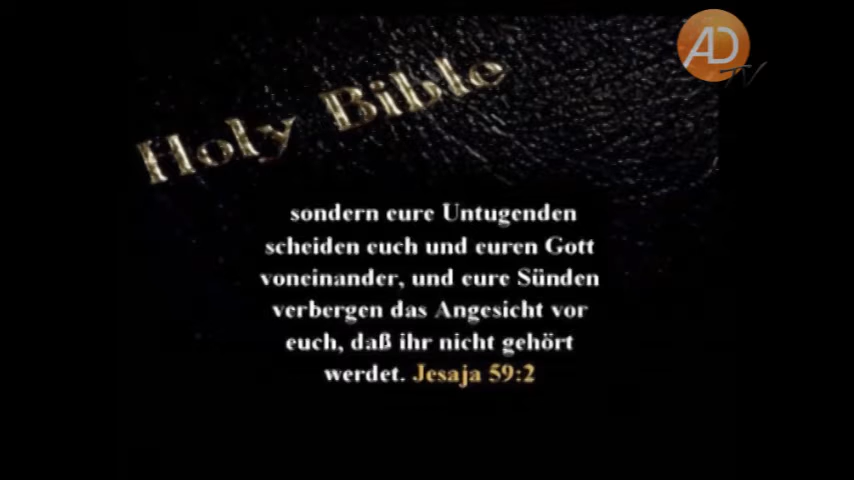 AD
TV
Holy Bible
sondern eure Untugenden
scheiden euch und euren Gott
voneinander, und eure Sünden
verbergen das Angesicht vor
euch, daß ihr nicht gehört
werdet. Jesaja 59:2